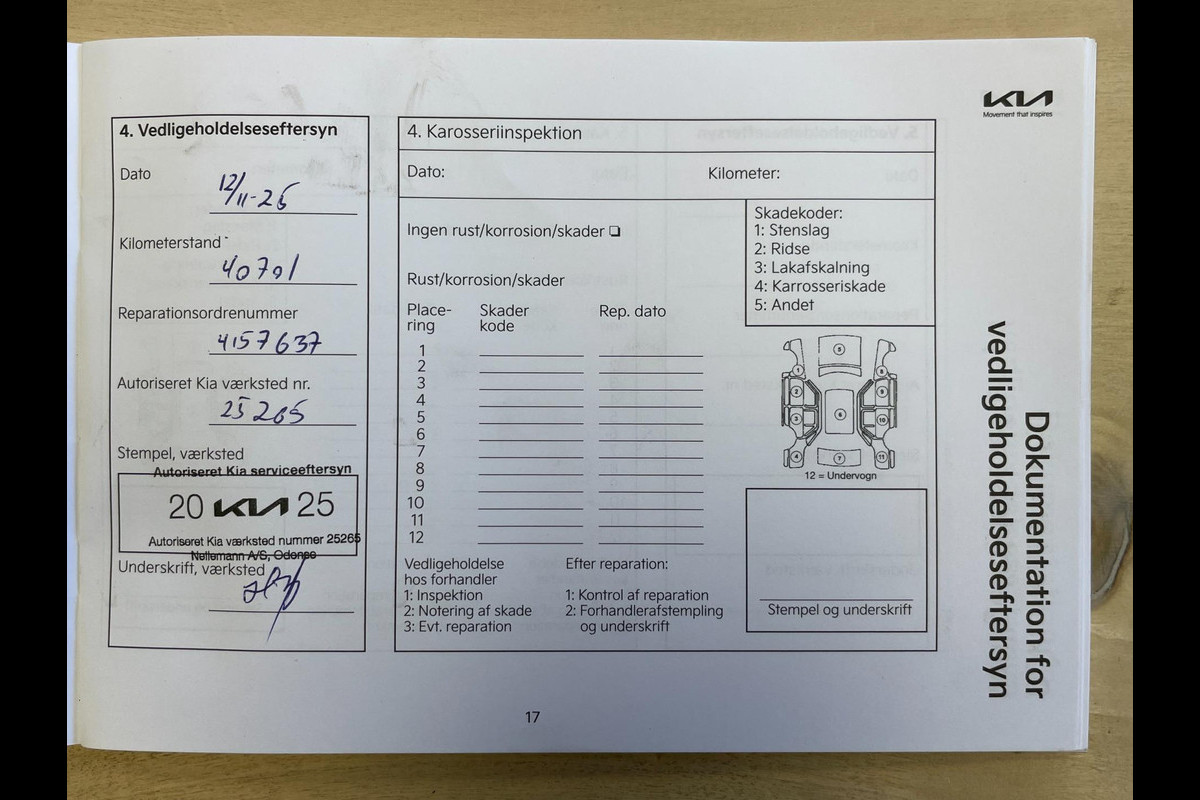 KIA
Movement that inspires
Dokumentation for
vedligeholdelseseftersyn
4. Vedligeholdelseseftersyn
Dato
12/11-25
Kilometerstand
40791
Reparationsordrenummer
4157637
Autoriseret Kia værksted nr.
25265
Stempel, værksted
Autoriseret Kia serviceeftersyn
20 KIA 25
Autoriseret Kia værksted nummer 25265
Nellemann A/S, Odense
Underskrift, værksted
4. Karosseriinspektion
Dato:
Kilometer:
Ingen rust/korrosion/skader
Rust/korrosion/skader
Place-
ring
Skader
kode
Rep. dato
1
2
3
4
5
6
7
8
9
10
11
12
Skadekoder:
1: Stenslag
2: Ridse
3: Lakafskalning
4: Karrosseriskade
5: Andet
12 = Undervogn
Vedligeholdelse
hos forhandler
1: Inspektion
2: Notering af skade
3: Evt. reparation
Efter reparation:
1: Kontrol af reparation
2: Forhandlerafstempling
og underskrift
Stempel og underskrift
17